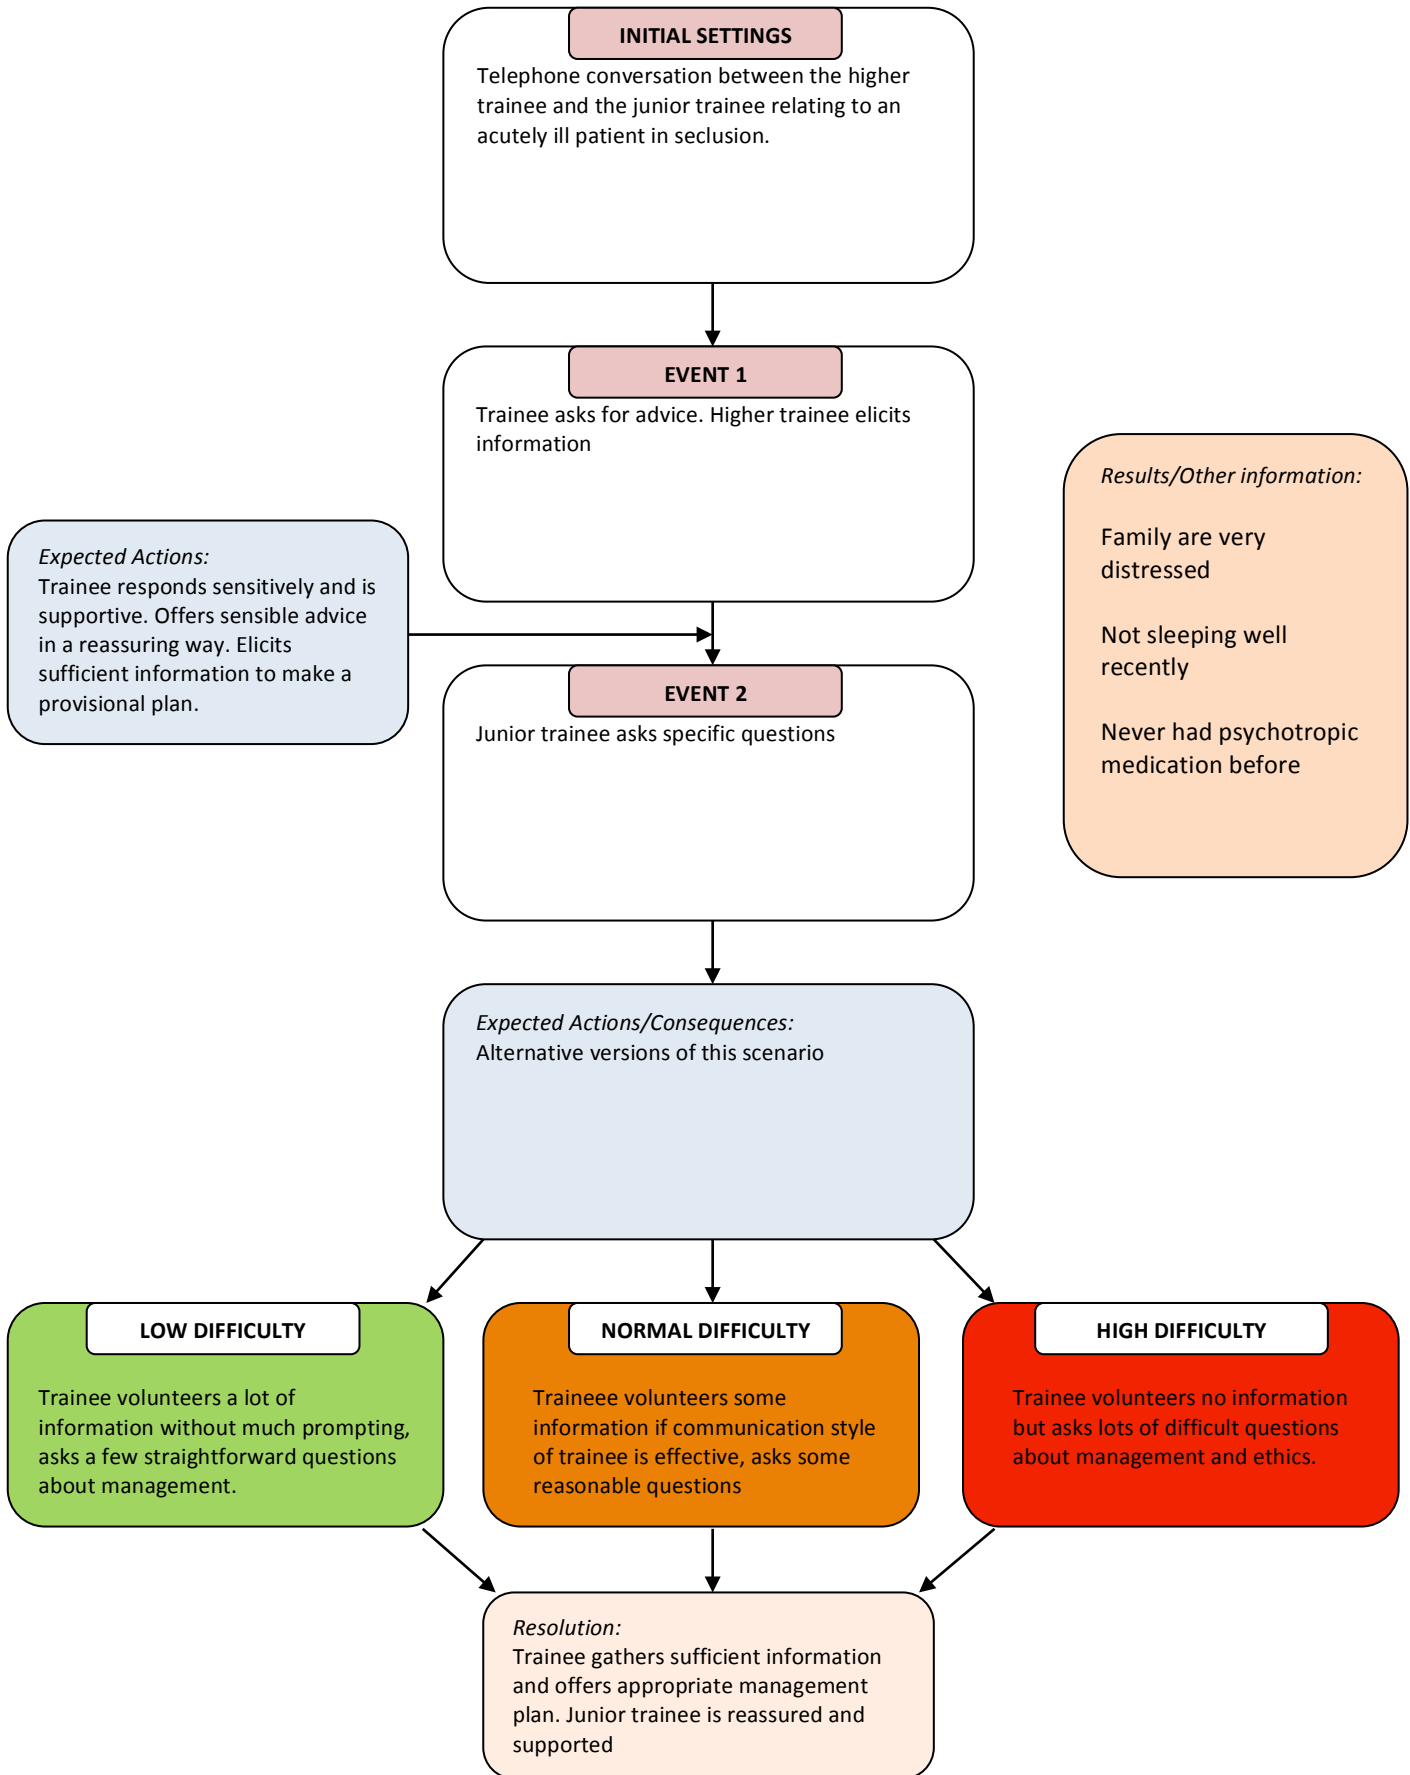 INITIAL SETTINGS
Telephone conversation between the higher
trainee and the junior trainee relating to an
acutely ill patient in seclusion.
EVENT 1
Trainee asks for advice. Higher trainee elicits
information
Results/Other information:
Family are very
distressed
Not sleeping well
recently
Never had psychotropic
medication before
Expected Actions:
Trainee responds sensitively and is
supportive. Offers sensible advice
in a reassuring way. Elicits
sufficient information to make a
provisional plan.
EVENT 2
Junior trainee asks specific questions
Expected Actions/Consequences:
Alternative versions of this scenario
LOW DIFFICULTY
Trainee volunteers a lot of
information without much prompting,
asks a few straightforward questions
about management.
NORMAL DIFFICULTY
Traineee volunteers some
information if communication style
of trainee is effective, asks some
reasonable questions
HIGH DIFFICULTY
Trainee volunteers no information
but asks lots of difficult questions
about management and ethics.
Resolution:
Trainee gathers sufficient information
and offers appropriate management
plan. Junior trainee is reassured and
supported